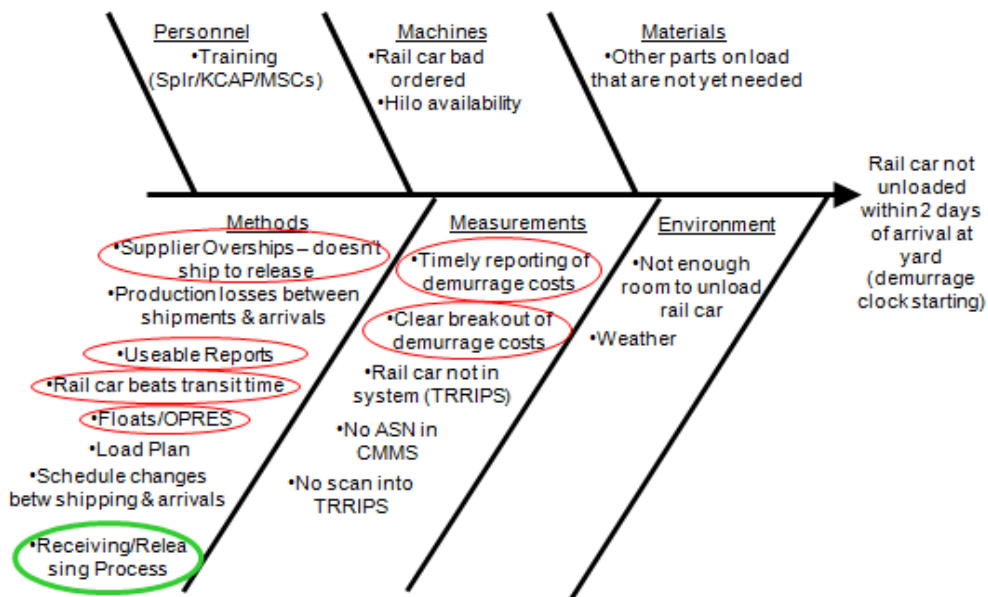 Personnel
•Training
(Splr/KCAP/MSCs)
Machines
•Rail car bad
ordered
•Hilo availability
Materials
•Other parts on load
that are not yet needed
Rail car not
unloaded
within 2 days
of arrival at
yard
(demurrage
clock starting)
Methods
•Supplier Overships – doesn't
ship to release
•Production losses between
shipments & arrivals
•Useable Reports
•Rail car beats transit time
•Floats/OPRES
•Load Plan
•Schedule changes
betw shipping & arrivals
•Receiving/Relea
sing Process
Measurements
•Timely reporting of
demurrage costs
•Clear breakout of
demurrage costs
•Rail car not in
system (TRRIPS)
•No ASN in
CMMS
•No scan into
TRRIPS
Environment
•Not enough
room to unload
rail car
•Weather